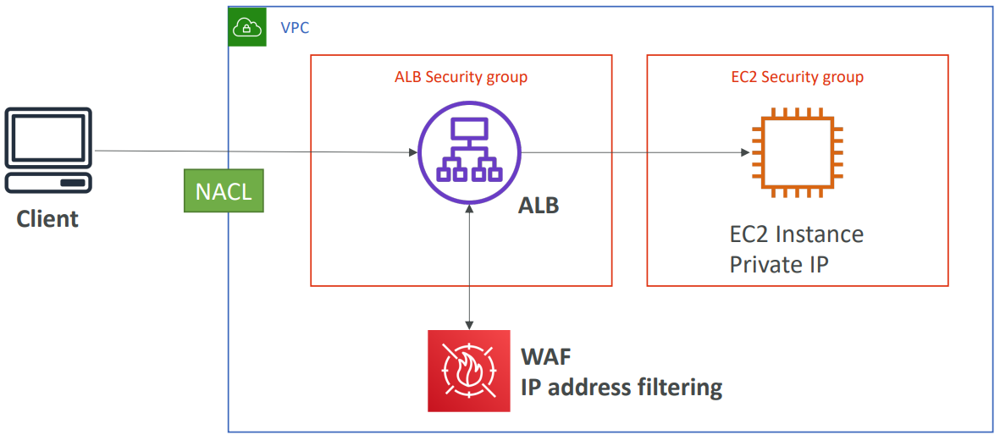 VPC
ALB Security group
EC2 Security group
NACL
Client
ALB
EC2 Instance
Private IP
WAF
IP address filtering